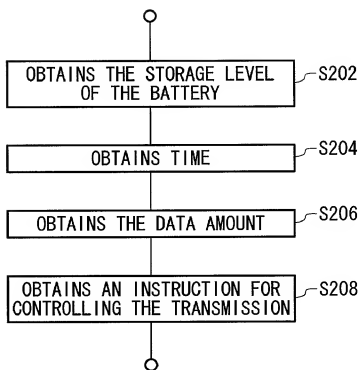 OBTAINS THE STORAGE LEVEL
OF THE BATTERY
S202
OBTAINS TIME
S204
OBTAINS THE DATA AMOUNT
S206
OBTAINS AN INSTRUCTION FOR
CONTROLLING THE TRANSMISSION
S208